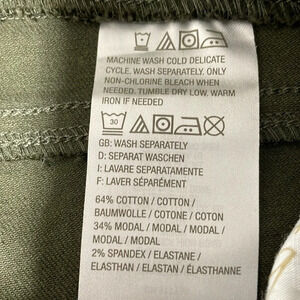 MACHINE WASH COLD DELICATE
CYCLE. WASH SEPARATELY. ONLY
NON-CHLORINE BLEACH WHEN
NEEDED. TUMBLE DRY LOW. WARM
IRON IF NEEDED
30
GB: WASH SEPARATELY
D: SEPARAT WASCHEN
I: LAVARE SEPARATAMENTE
F: LAVER SÉPARÉMENT
64% COTTON / COTTON /
BAUMWOLLE / COTONE / COTON
34% MODAL / MODAL /
MODAL / MODAL
2% SPANDEX / ELASTANE /
ELASTHAN / ELASTAN / ÉLASTHANNE